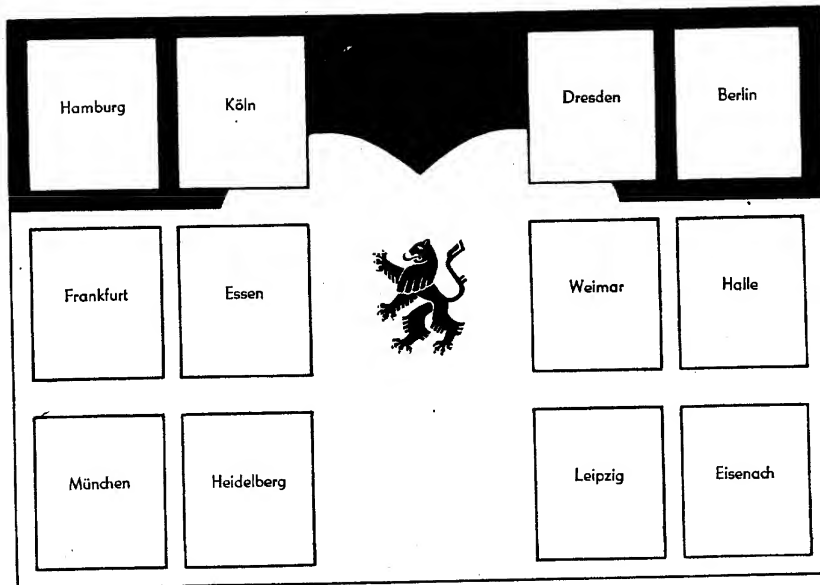 Hamburg
Köln
Dresden
Berlin
Frankfurt
Essen
Weimar
Halle
München
Heidelberg
Leipzig
Eisenach